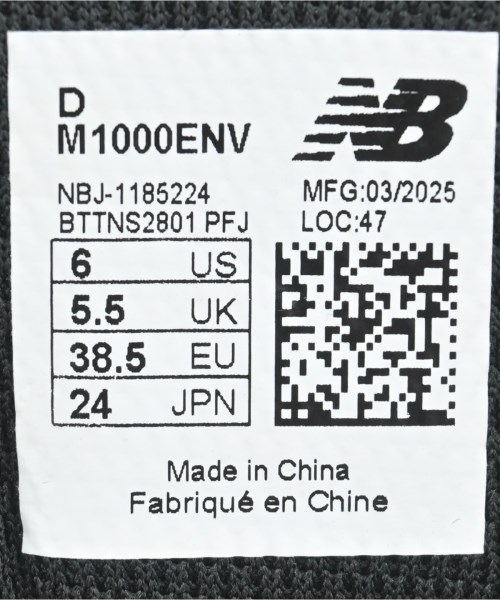 D
M1000ENV
NB
NBJ-1185224
BTTNS2801 PFJ
MFG:03/2025
LOC:47
6 US
5.5 UK
38.5 EU
24 JPN
Made in China
Fabriqué en Chine